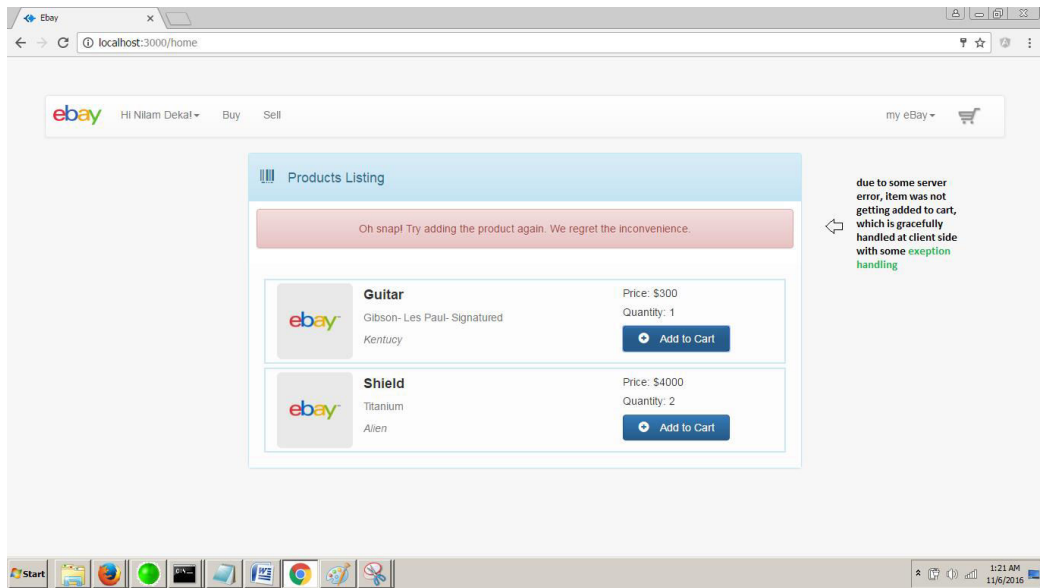 Ebay
localhost:3000/home
ebay Hi Nilam Deka! Buy Sell my eBay
Products Listing
Oh snap! Try adding the product again. We regret the inconvenience.
due to some server
error, item was not
getting added to cart,
which is gracefully
handled at client side
with some exeption
handling
ebay
Guitar
Gibson- Les Paul- Signatured
Kentucy
Price: $300
Quantity: 1
Add to Cart
ebay
Shield
Titanium
Alien
Price: $4000
Quantity: 2
Add to Cart
Start
1:21 AM
11/6/2016